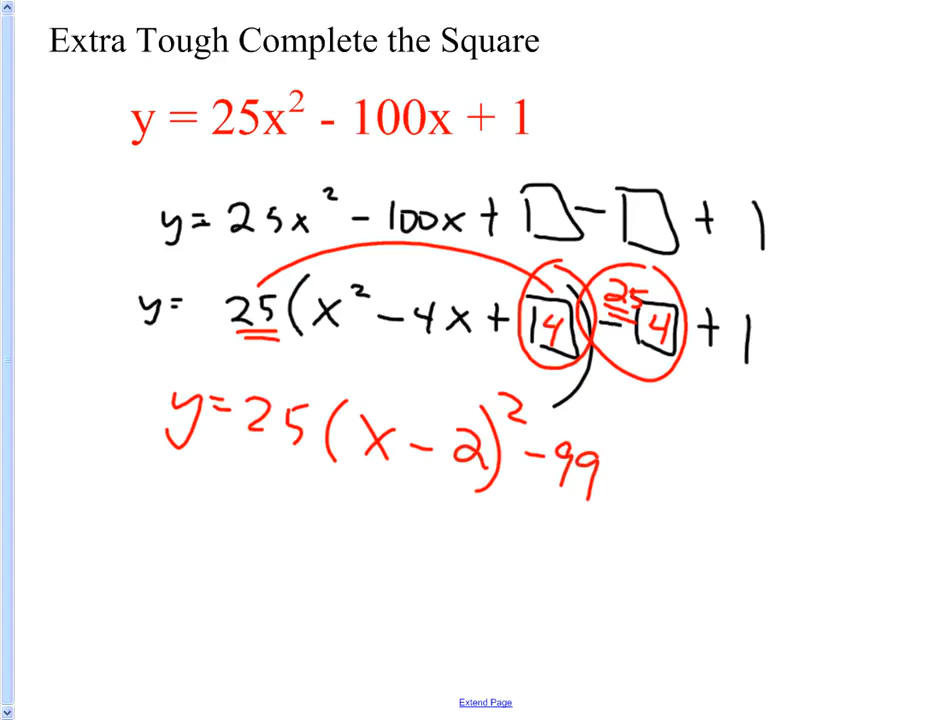 Extra Tough Complete the Square
y = 25x² - 100x + 1
y = 25x² - 100x + □ - □ + 1
y = 25(x² - 4x + 4) - 25 4 + 1
y = 25(x - 2)² - 99
Extend Page